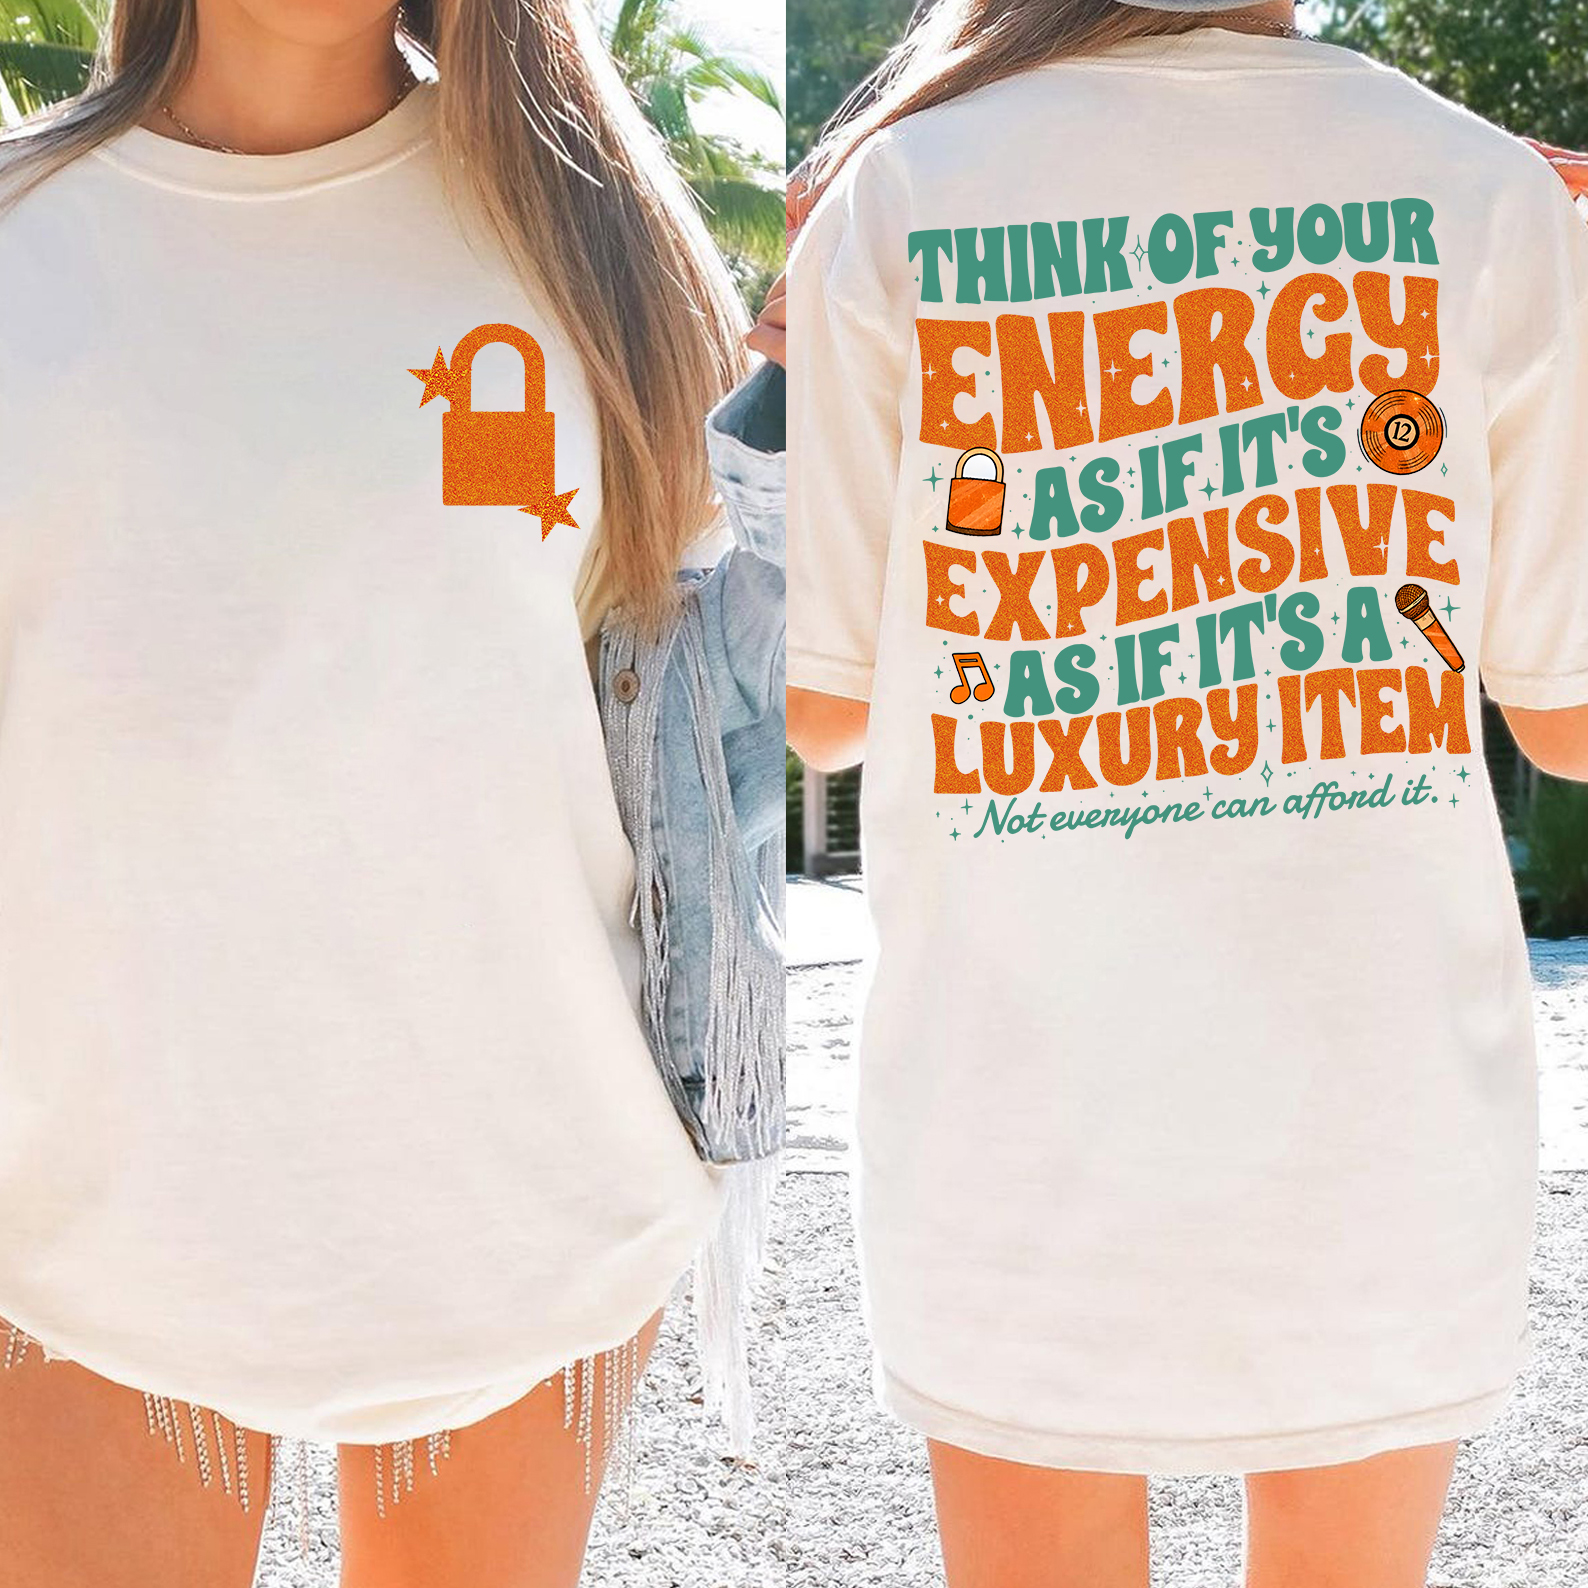 THINK OF YOUR
ENERGY
AS IF IT'S
12
EXPENSIVE
AS IF IT'S A
LUXURY ITEM
Not everyone can afford it.